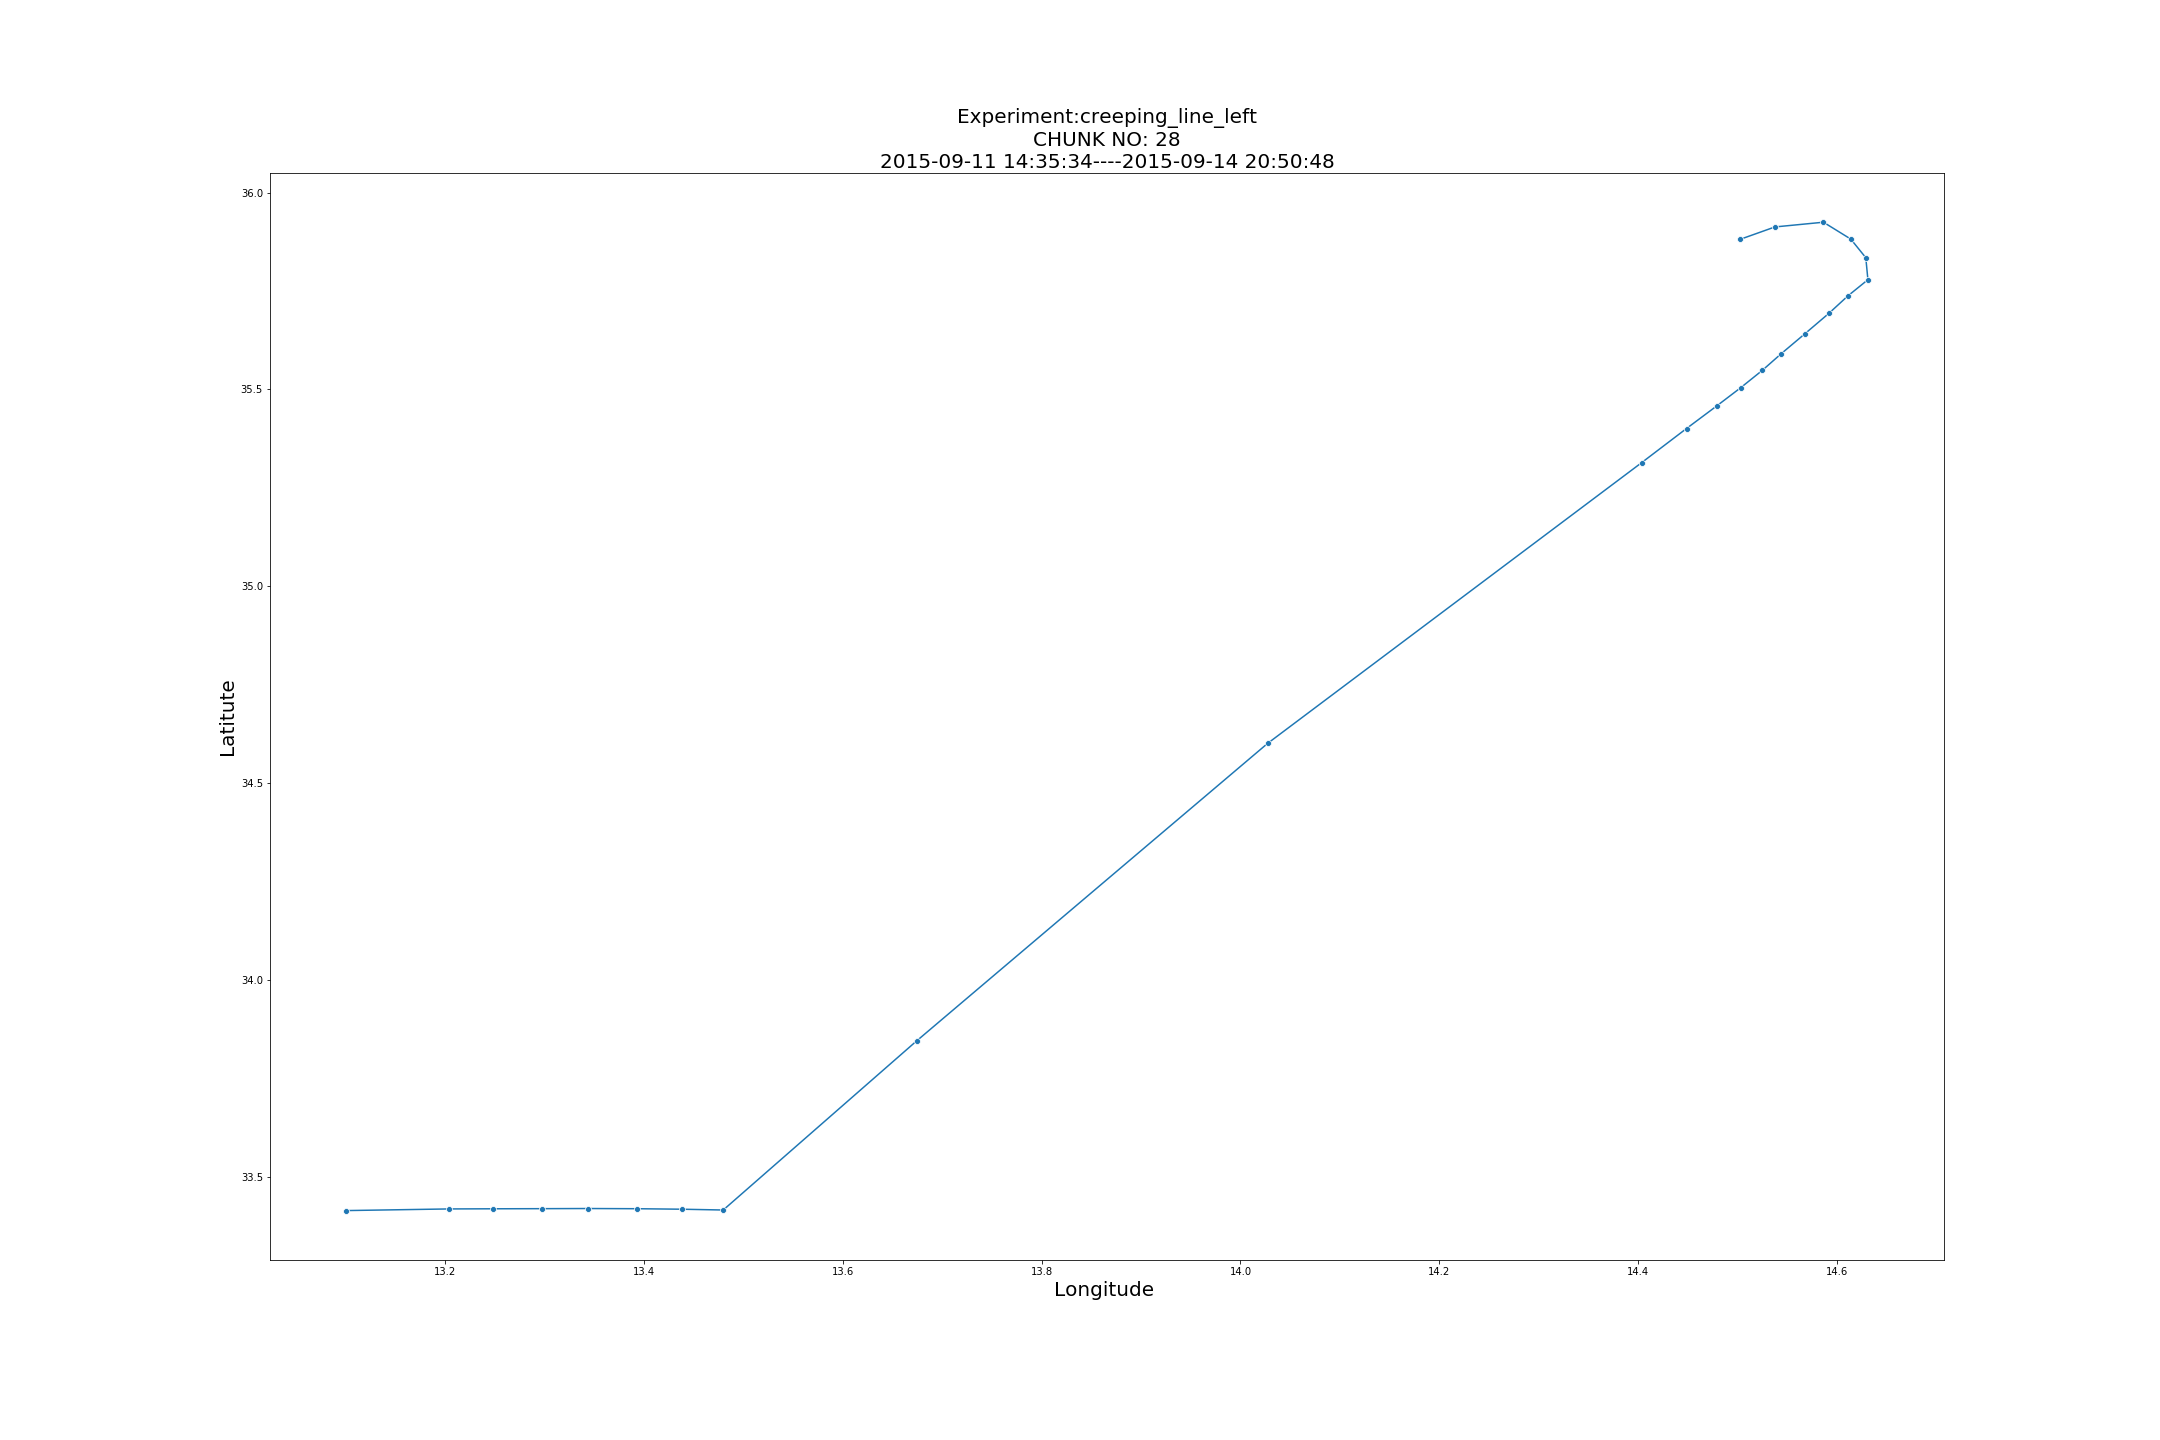 Experiment:creeping_line_left
CHUNK NO: 28
2015-09-11 14:35:34----2015-09-14 20:50:48
36.0
35.5
35.0
34.5
34.0
33.5
Latitute
13.2 13.4 13.6 13.8 14.0 14.2 14.4 14.6
Longitude